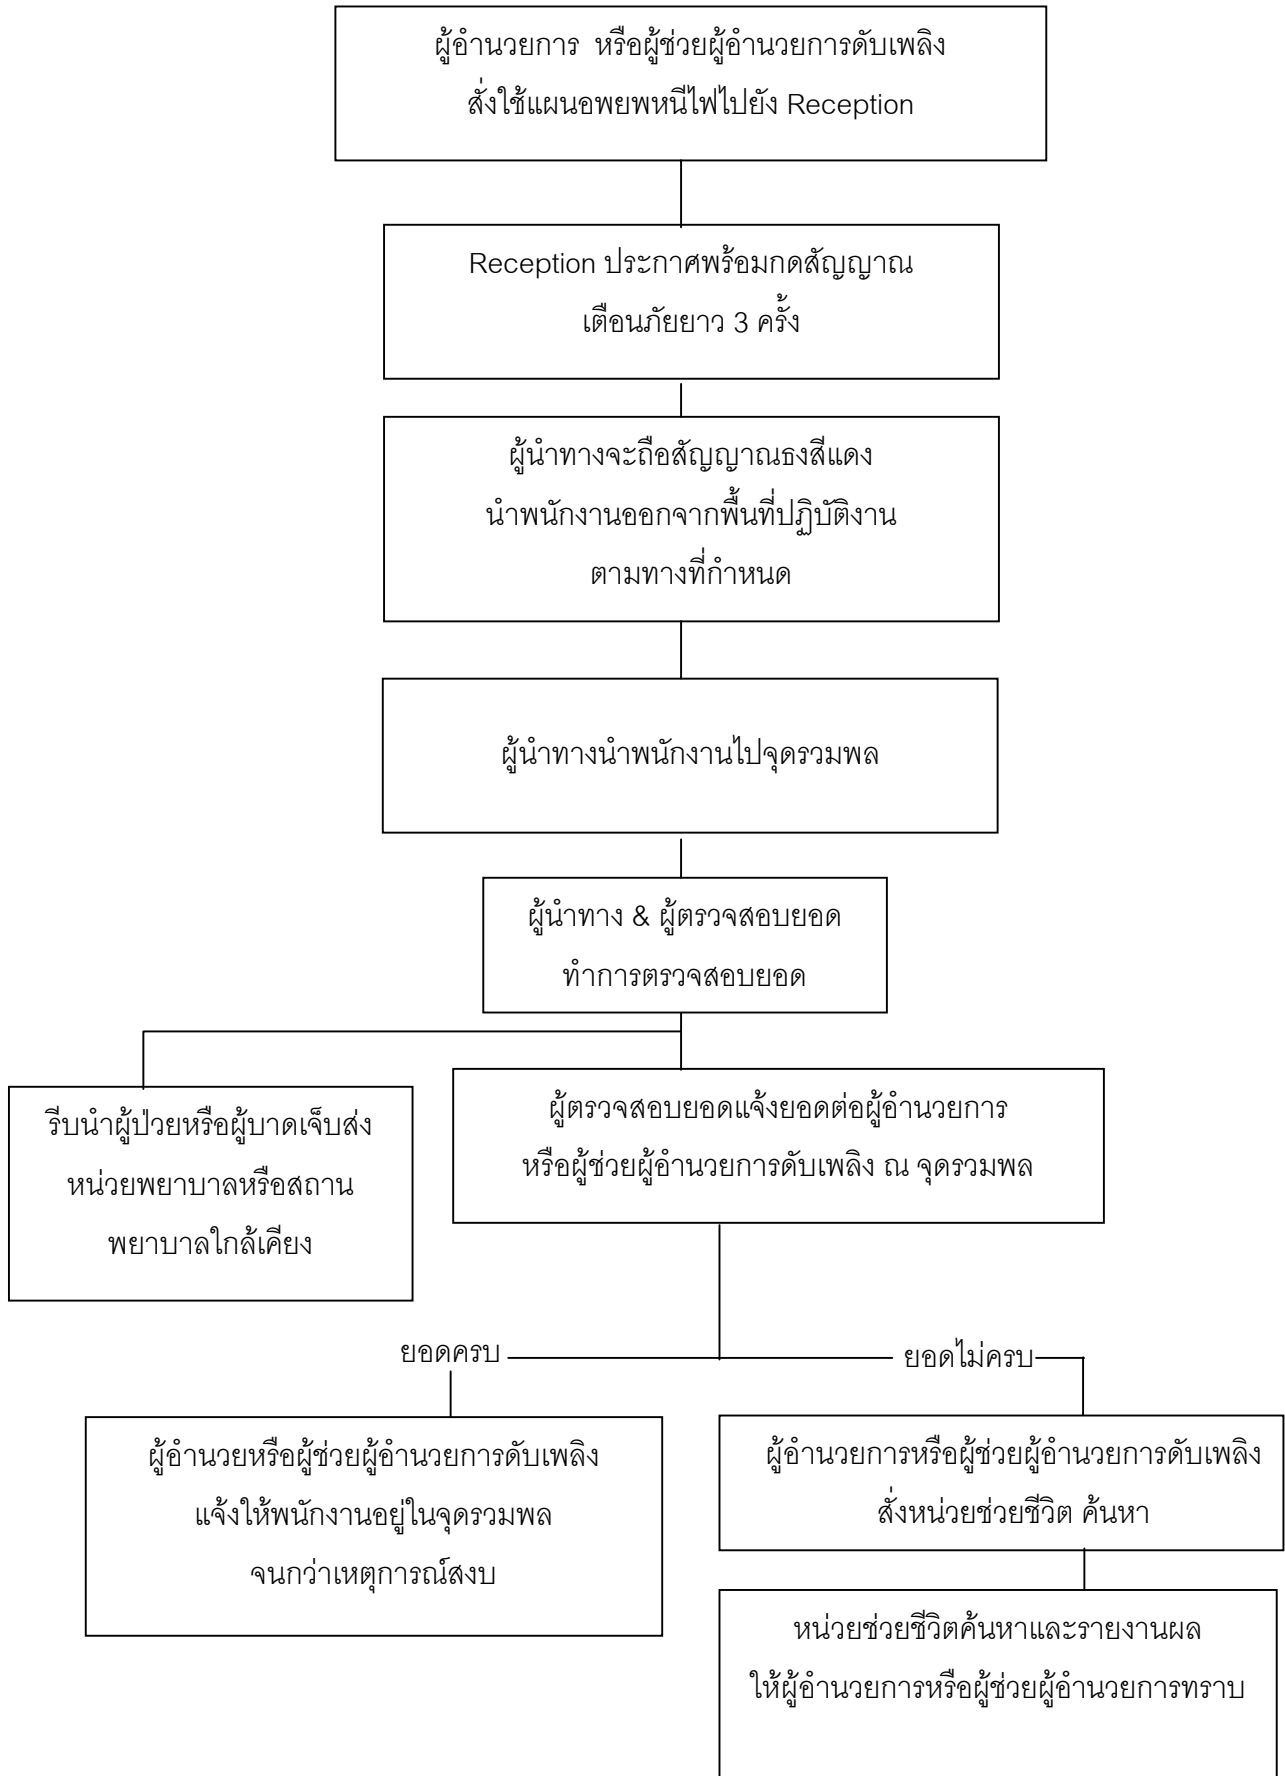 ผู้อำนวยการ หรือผู้ช่วยผู้อำนวยการดับเพลิง
สั่งใช้แผนอพยพหนีไฟไปยัง Reception
Reception ประกาศพร้อมกดสัญญาณ
เตือนภัยยาว 3 ครั้ง
ผู้นำทางจะถือสัญญาณธงสีแดง
นำพนักงานออกจากพื้นที่ปฏิบัติงาน
ตามทางที่กำหนด
ผู้นำทางนำพนักงานไปจุดรวมพล
ผู้นำทาง & ผู้ตรวจสอบยอด
ทำการตรวจสอบยอด
รีบนำผู้ป่วยหรือผู้บาดเจ็บส่ง
หน่วยพยาบาลหรือสถาน
พยาบาลใกล้เคียง
ผู้ตรวจสอบยอดแจ้งยอดต่อผู้อำนวยการ
หรือผู้ช่วยผู้อำนวยการดับเพลิง ณ จุดรวมพล
ยอดครบ
ยอดไม่ครบ
ผู้อำนวยหรือผู้ช่วยผู้อำนวยการดับเพลิง
แจ้งให้พนักงานอยู่ในจุดรวมพล
จนกว่าเหตุการณ์สงบ
ผู้อำนวยการหรือผู้ช่วยผู้อำนวยการดับเพลิง
สั่งหน่วยช่วยชีวิต ค้นหา
หน่วยช่วยชีวิตค้นหาและรายงานผล
ให้ผู้อำนวยการหรือผู้ช่วยผู้อำนวยการทราบ